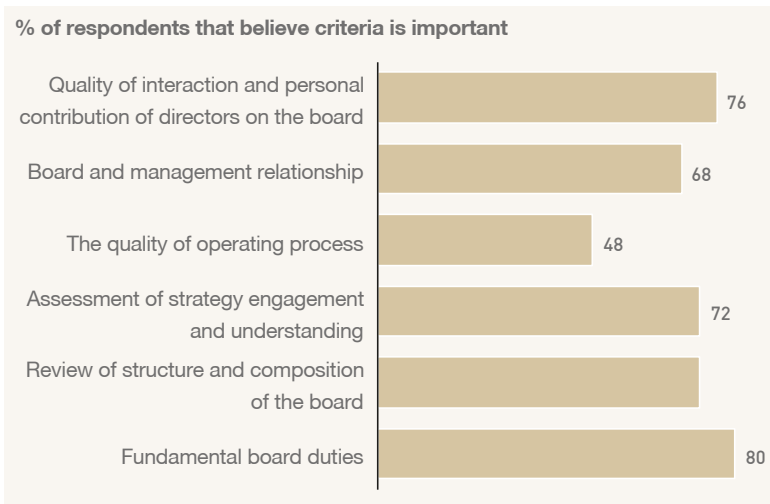 % of respondents that believe criteria is important
Quality of interaction and personal
contribution of directors on the board
76
Board and management relationship
68
The quality of operating process
48
Assessment of strategy engagement
and understanding
72
Review of structure and composition
of the board
Fundamental board duties
80